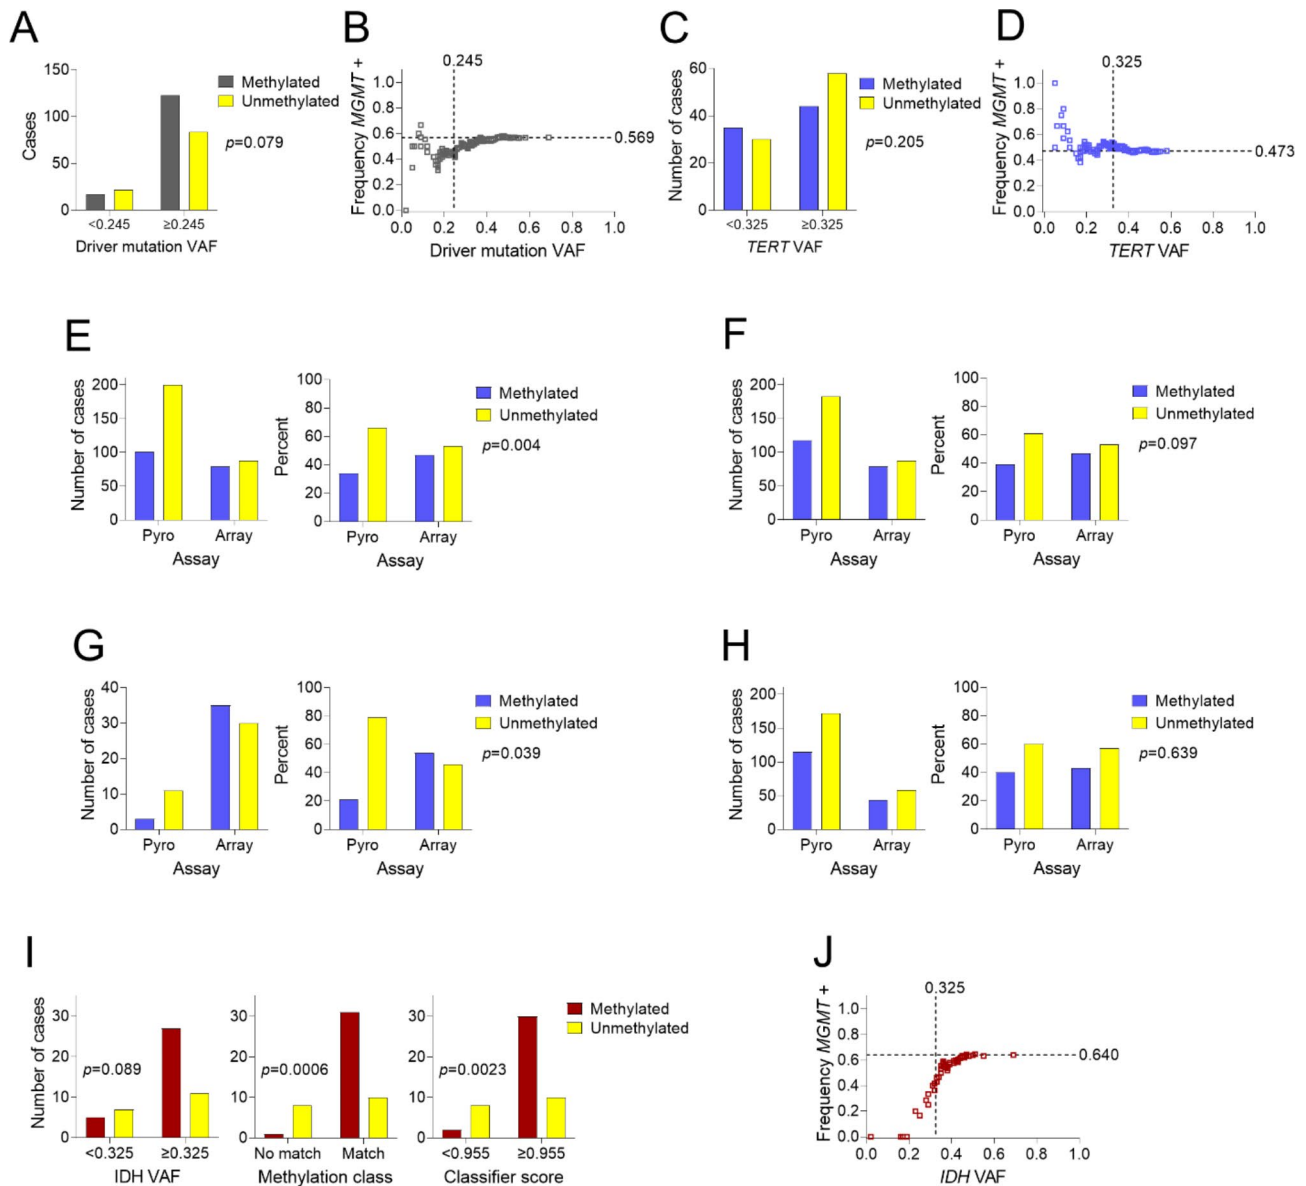 A
150
100
50
0
Cases
<0.245
≥0.245
Driver mutation VAF
Methylated
Unmethylated
p=0.079
B
0.245
1.0
0.8
0.6
0.4
0.2
0.0
Frequency MGMT +
0.569
0.0 0.2 0.4 0.6 0.8 1.0
Driver mutation VAF
C
60
40
20
0
Number of cases
<0.325
≥0.325
TERT VAF
Methylated
Unmethylated
p=0.205
D
0.325
1.0
0.8
0.6
0.4
0.2
0.0
Frequency MGMT +
0.473
0.0 0.2 0.4 0.6 0.8 1.0
TERT VAF
E
200
150
100
50
0
Number of cases
Pyro Array
Assay
100
80
60
40
20
0
Percent
Pyro Array
Assay
Methylated
Unmethylated
p=0.004
F
200
150
100
50
0
Number of cases
Pyro Array
Assay
100
80
60
40
20
0
Percent
Pyro Array
Assay
Methylated
Unmethylated
p=0.097
G
40
30
20
10
0
Number of cases
Pyro Array
Assay
100
80
60
40
20
0
Percent
Pyro Array
Assay
Methylated
Unmethylated
p=0.039
H
200
150
100
50
0
Number of cases
Pyro Array
Assay
100
80
60
40
20
0
Percent
Pyro Array
Assay
Methylated
Unmethylated
p=0.639
I
30
20
10
0
Number of cases
p=0.089
<0.325 ≥0.325
IDH VAF
30
20
10
0
p=0.0006
No match Match
Methylation class
30
20
10
0
p=0.0023
<0.955 ≥0.955
Classifier score
Methylated
Unmethylated
J
0.325
1.0
0.8
0.6
0.4
0.2
0.0
Frequency MGMT +
0.640
0.0 0.2 0.4 0.6 0.8 1.0
IDH VAF